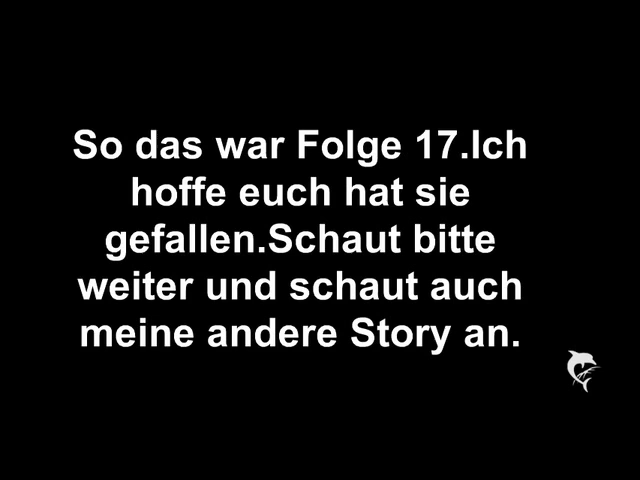 So das war Folge 17.Ich
hoffe euch hat sie
gefallen.Schaut bitte
weiter und schaut auch
meine andere Story an.